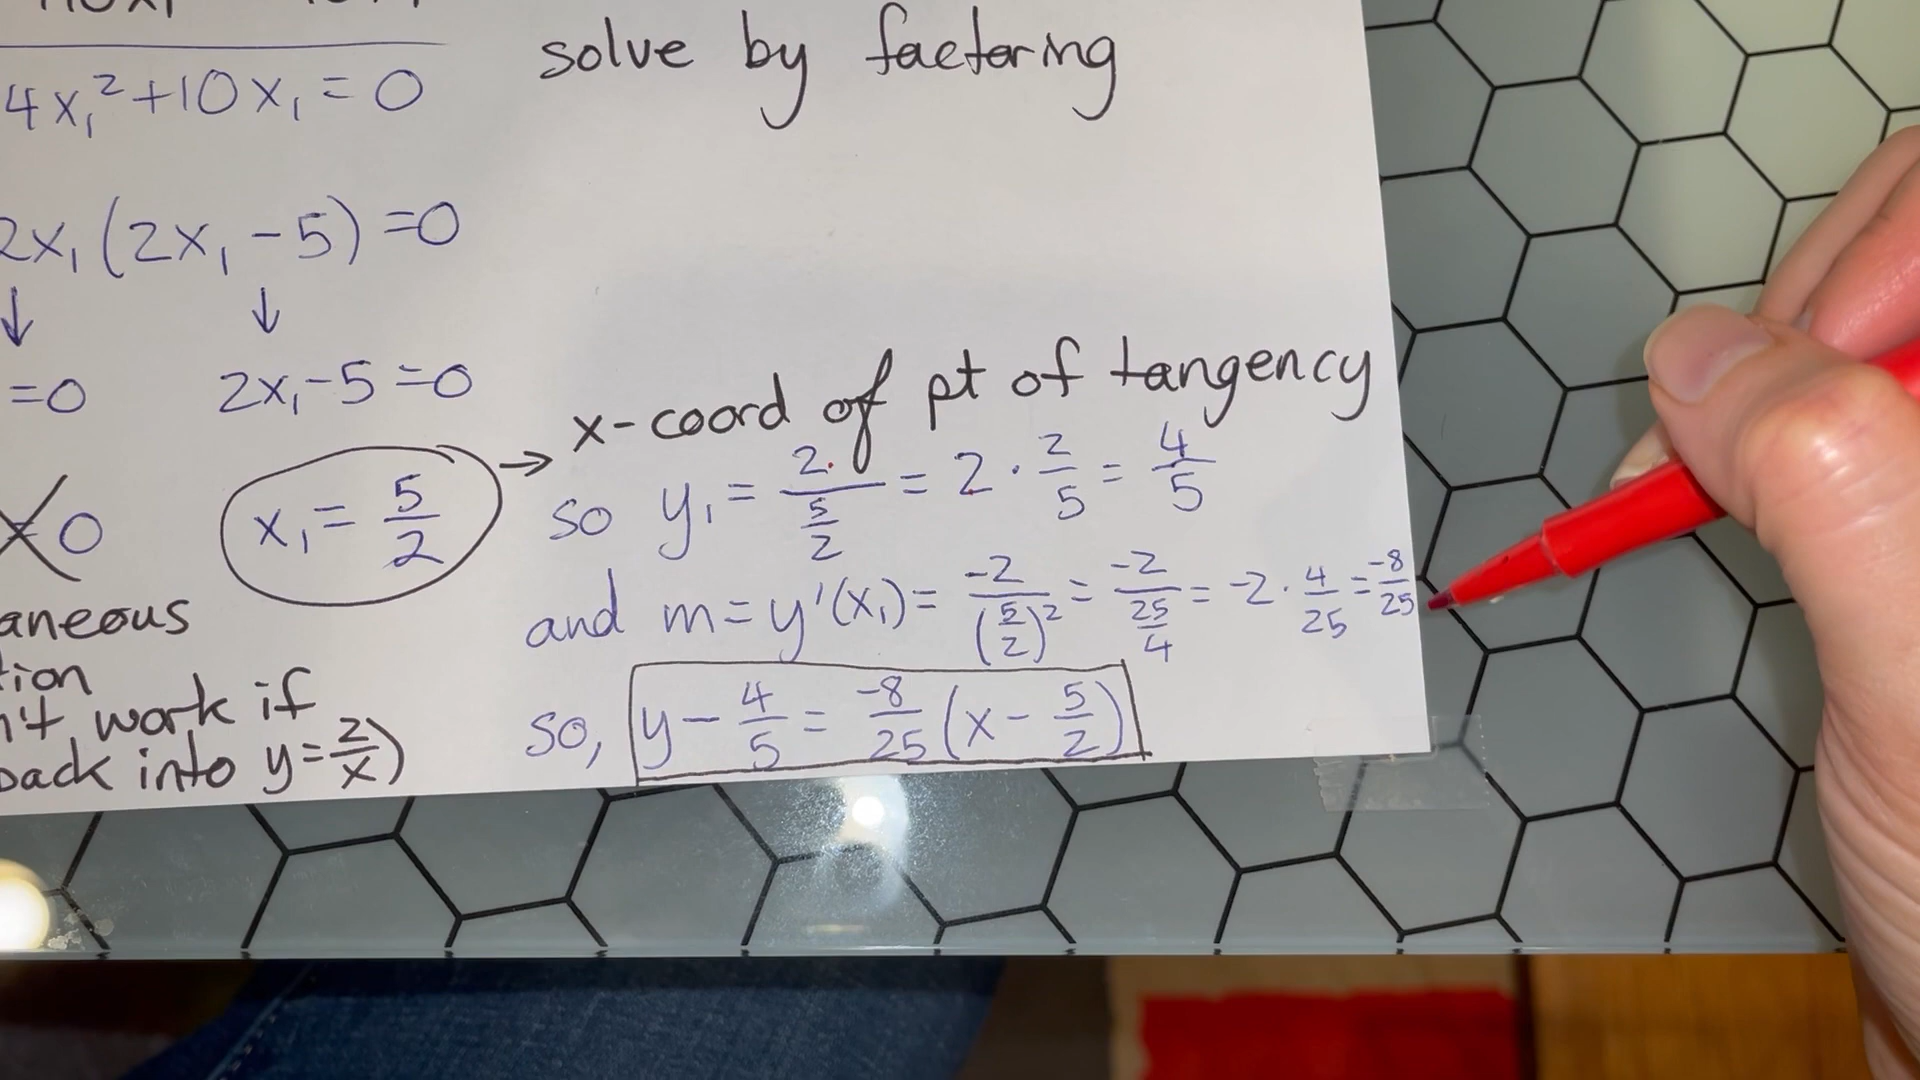 4x₁²+10x₁=0
solve by factoring
2x₁(2x₁-5)=0
↓ ↓
=0 2x₁-5=0
x₁=5/2 → x-coord of pt of tangency
so y₁ = 2/(5/2) = 2·2/5 = 4/5
and m=y'(x₁)= -2/(5/2)² = -2/(25/4) = -2·4/25 = -8/25
so, y-4/5 = -8/25(x-5/2)
≠0
aneous
tion
n't work if
back into y=2/x)